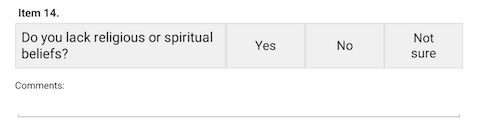 Item 14.
Do you lack religious or spiritual
beliefs?
Yes
No
Not
sure
Comments: